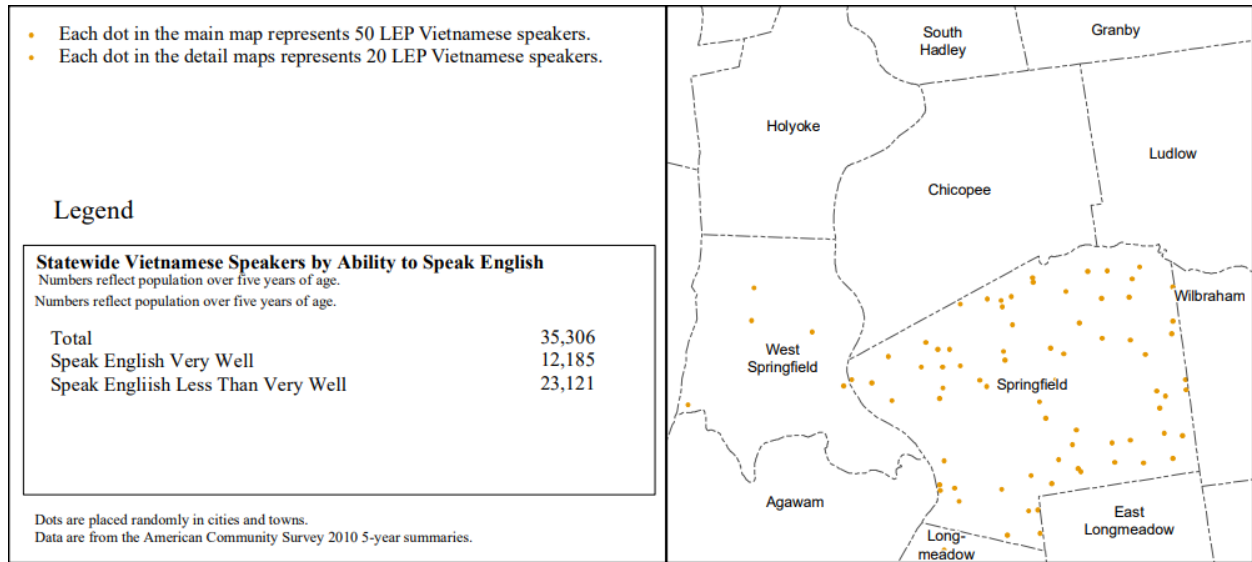 Each dot in the main map represents 50 LEP Vietnamese speakers.
Each dot in the detail maps represents 20 LEP Vietnamese speakers.
Legend
Statewide Vietnamese Speakers by Ability to Speak English
Numbers reflect population over five years of age.
Numbers reflect population over five years of age.
Total 35,306
Speak English Very Well 12,185
Speak Engliish Less Than Very Well 23,121
Dots are placed randomly in cities and towns.
Data are from the American Community Survey 2010 5-year summaries.
South
Hadley
Granby
Holyoke
Ludlow
Chicopee
Wilbraham
West
Springfield
Springfield
Agawam
East
Longmeadow
Long-
meadow